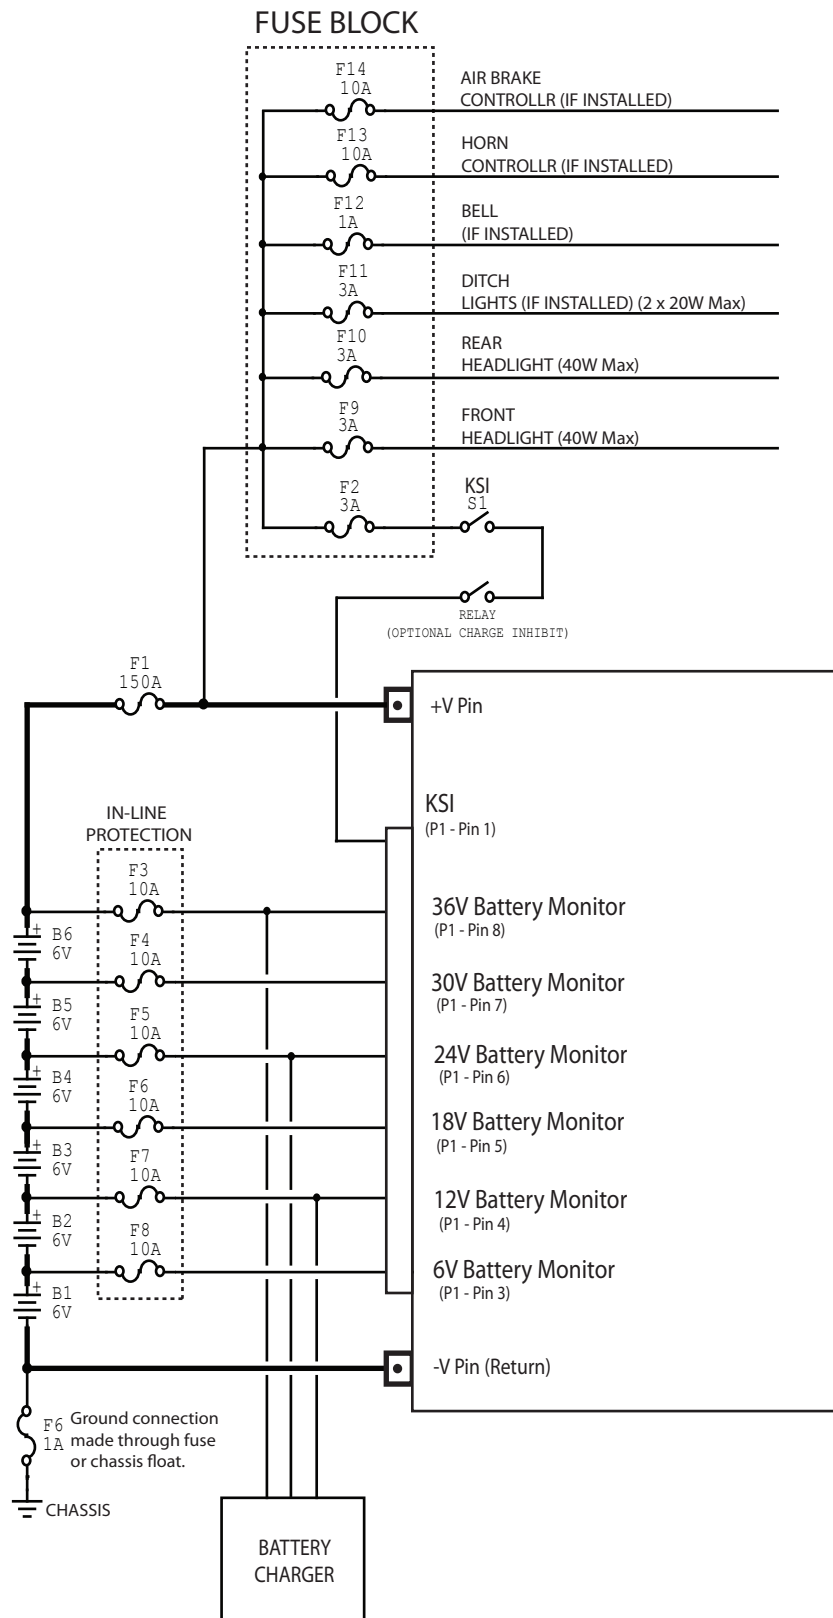 FUSE BLOCK
F14
10A
AIR BRAKE
CONTROLLR (IF INSTALLED)
F13
10A
HORN
CONTROLLR (IF INSTALLED)
F12
1A
BELL
(IF INSTALLED)
F11
3A
DITCH
LIGHTS (IF INSTALLED) (2 x 20W Max)
F10
3A
REAR
HEADLIGHT (40W Max)
F9
3A
FRONT
HEADLIGHT (40W Max)
F2
3A
KSI
S1
RELAY
(OPTIONAL CHARGE INHIBIT)
F1
150A
+V Pin
KSI
(P1 - Pin 1)
IN-LINE
PROTECTION
F3
10A
36V Battery Monitor
(P1 - Pin 8)
+
B6
6V
F4
10A
30V Battery Monitor
(P1 - Pin 7)
+
B5
6V
F5
10A
24V Battery Monitor
(P1 - Pin 6)
+
B4
6V
F6
10A
18V Battery Monitor
(P1 - Pin 5)
+
B3
6V
F7
10A
12V Battery Monitor
(P1 - Pin 4)
+
B2
6V
F8
10A
6V Battery Monitor
(P1 - Pin 3)
+
B1
6V
-V Pin (Return)
F6
1A
Ground connection
made through fuse
or chassis float.
CHASSIS
BATTERY
CHARGER